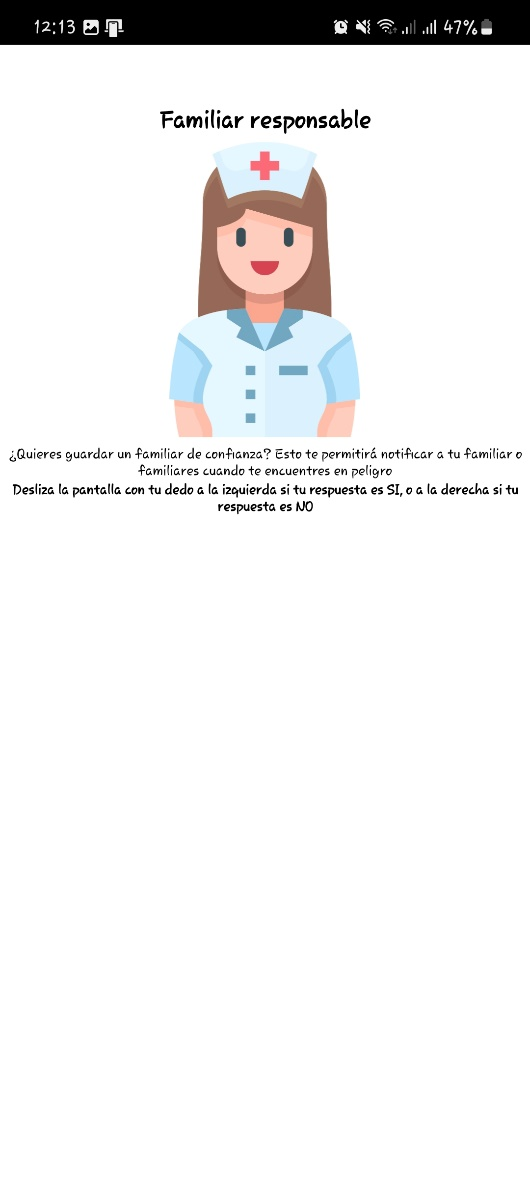 12:13
47%
Familiar responsable
¿Quieres guardar un familiar de confianza? Esto te permitirá notificar a tu familiar o
familiares cuando te encuentres en peligro
Desliza la pantalla con tu dedo a la izquierda si tu respuesta es SI, o a la derecha si tu
respuesta es NO